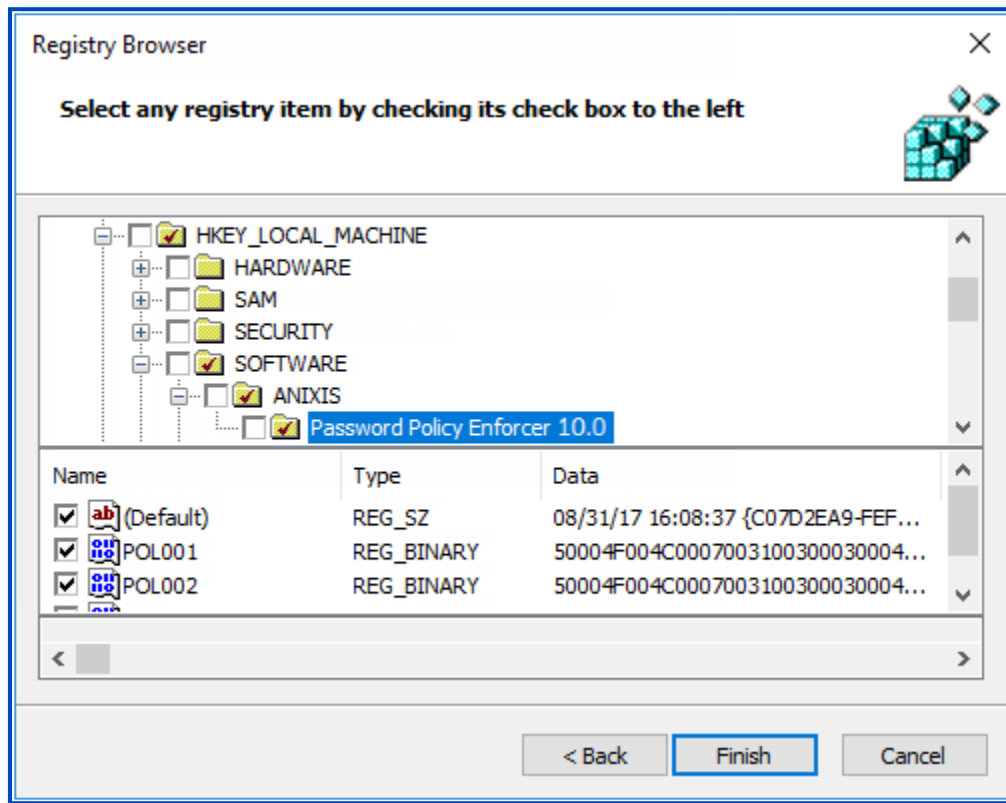 Registry Browser
Select any registry item by checking its check box to the left
HKEY_LOCAL_MACHINE
HARDWARE
SAM
SECURITY
SOFTWARE
ANIXIS
Password Policy Enforcer 10.0
Name Type Data
ab (Default) REG_SZ 08/31/17 16:08:37 {C07D2EA9-FEF...
POL001 REG_BINARY 50004F004C0007003100300030004...
POL002 REG_BINARY 50004F004C0007003100300030004...
< Back Finish Cancel